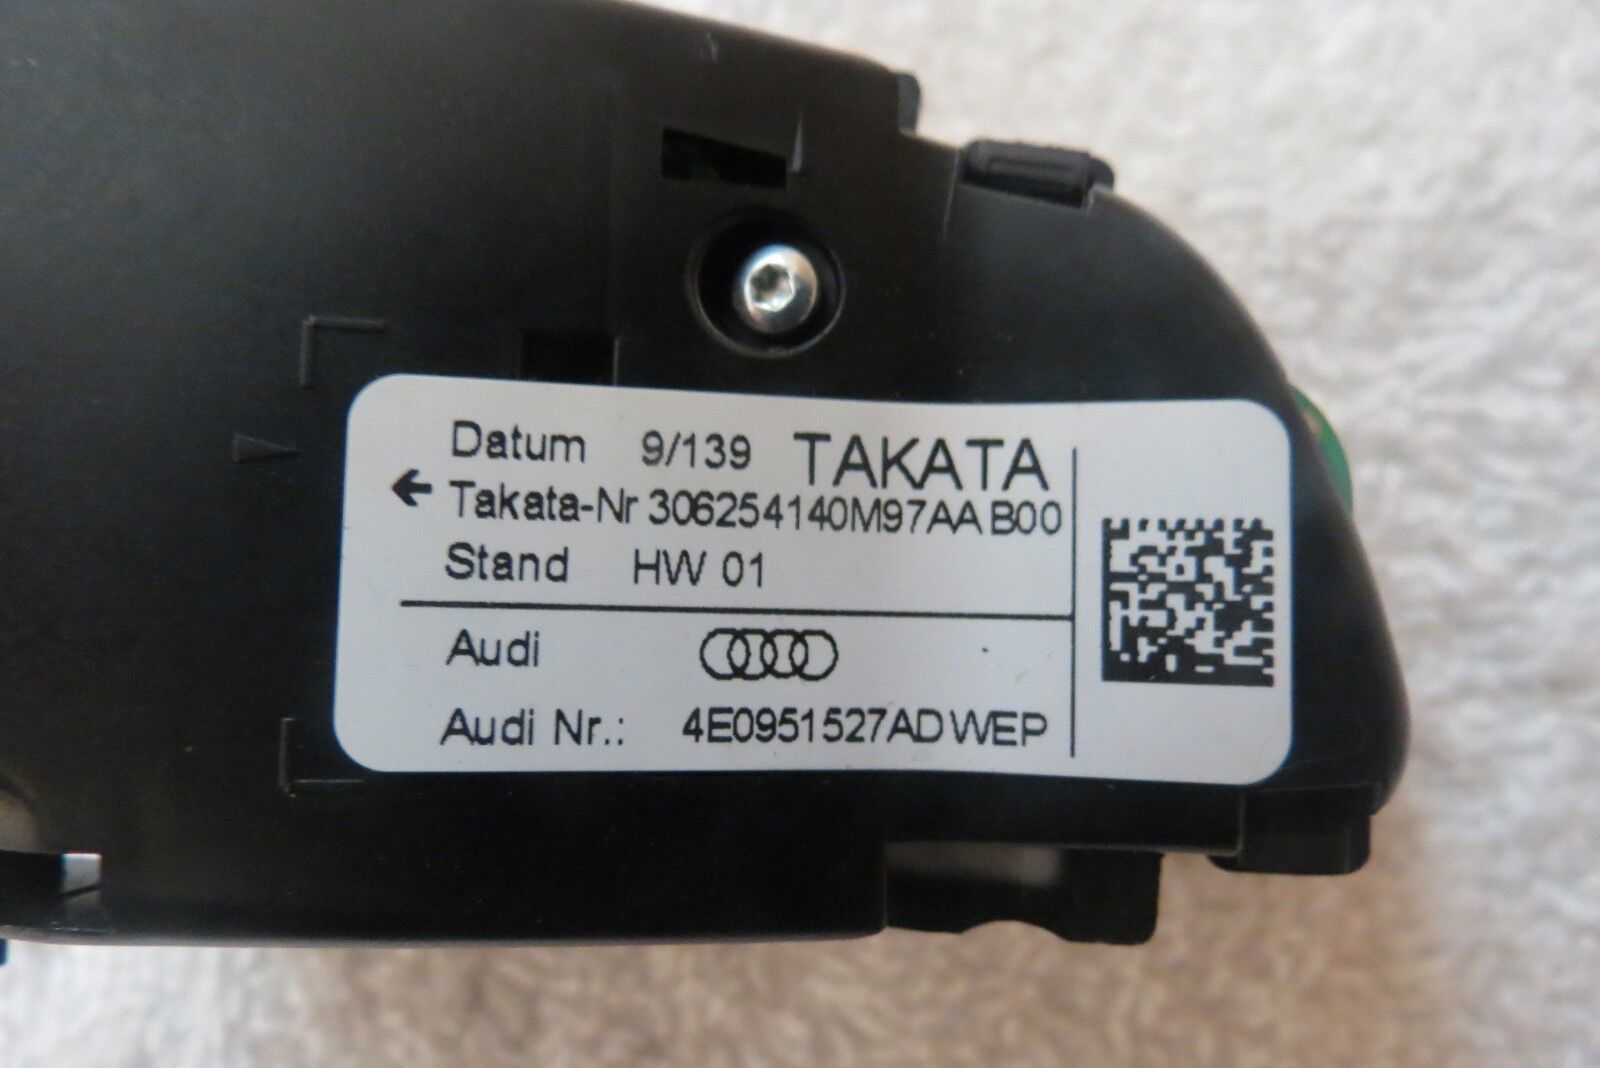 Datum 9/139 TAKATA
Takata-Nr 306254140M97AA B00
Stand HW 01
Audi
Audi Nr.: 4E0951527AD WEP